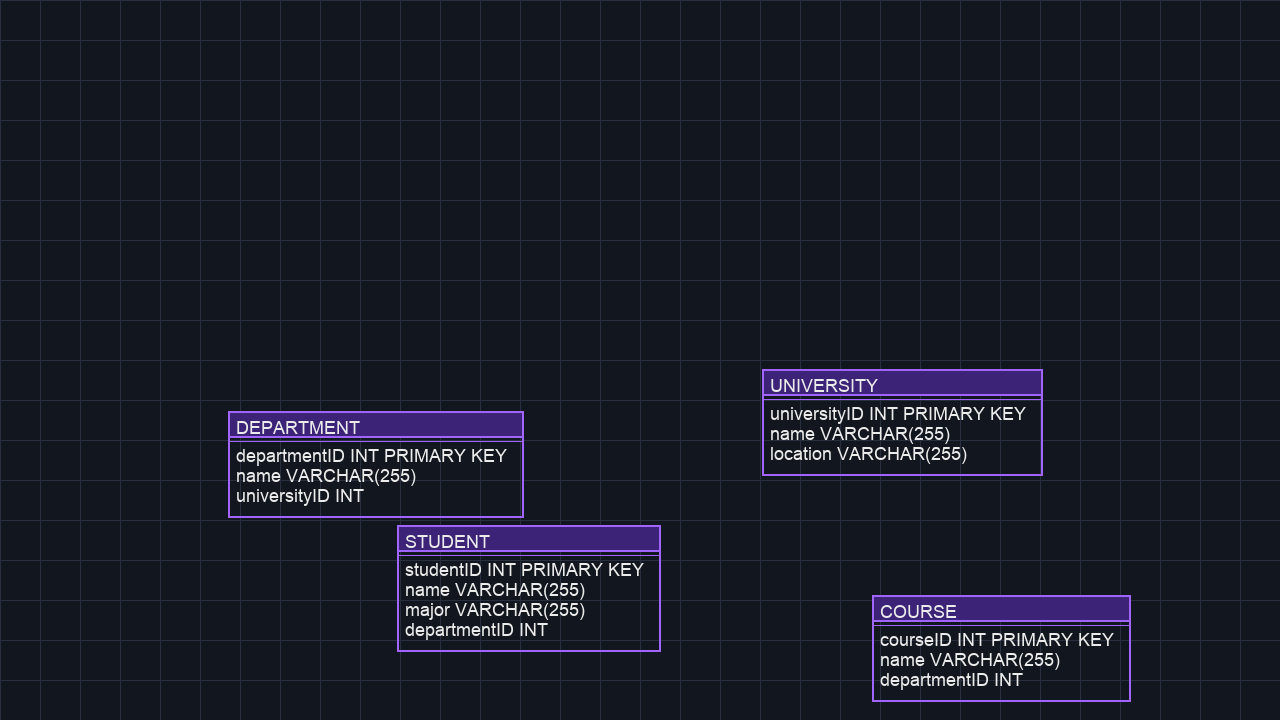 UNIVERSITY
universityID INT PRIMARY KEY
name VARCHAR(255)
location VARCHAR(255)
DEPARTMENT
departmentID INT PRIMARY KEY
name VARCHAR(255)
universityID INT
STUDENT
studentID INT PRIMARY KEY
name VARCHAR(255)
major VARCHAR(255)
departmentID INT
COURSE
courseID INT PRIMARY KEY
name VARCHAR(255)
departmentID INT